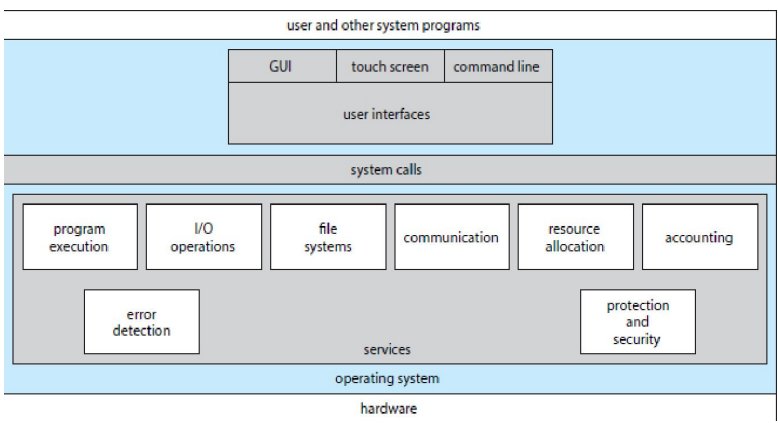 user and other system programs
GUI
touch screen
command line
user interfaces
system calls
program
execution
I/O
operations
file
systems
communication
resource
allocation
accounting
error
detection
protection
and
security
services
operating system
hardware